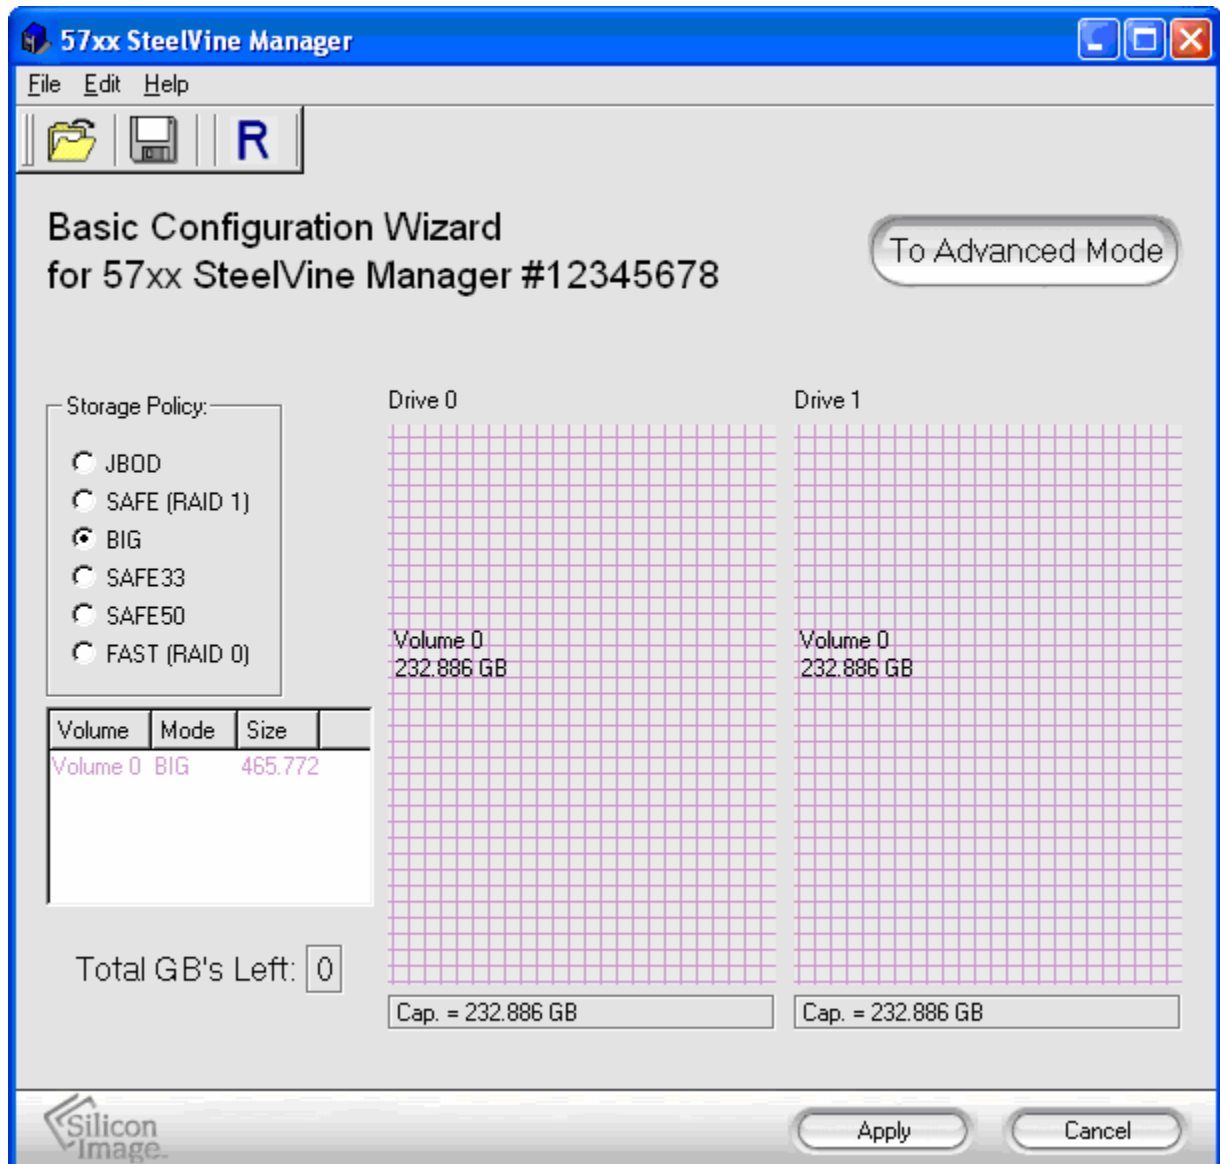 57xx SteelVine Manager
File Edit Help
R
Basic Configuration Wizard
for 57xx SteelVine Manager #12345678
To Advanced Mode
Storage Policy:
JBOD
SAFE (RAID 1)
BIG
SAFE33
SAFE50
FAST (RAID 0)
Volume Mode Size
Volume 0 BIG 465.772
Total GB's Left: 0
Drive 0
Volume 0
232.886 GB
Cap. = 232.886 GB
Drive 1
Volume 0
232.886 GB
Cap. = 232.886 GB
Silicon
Image.
Apply
Cancel